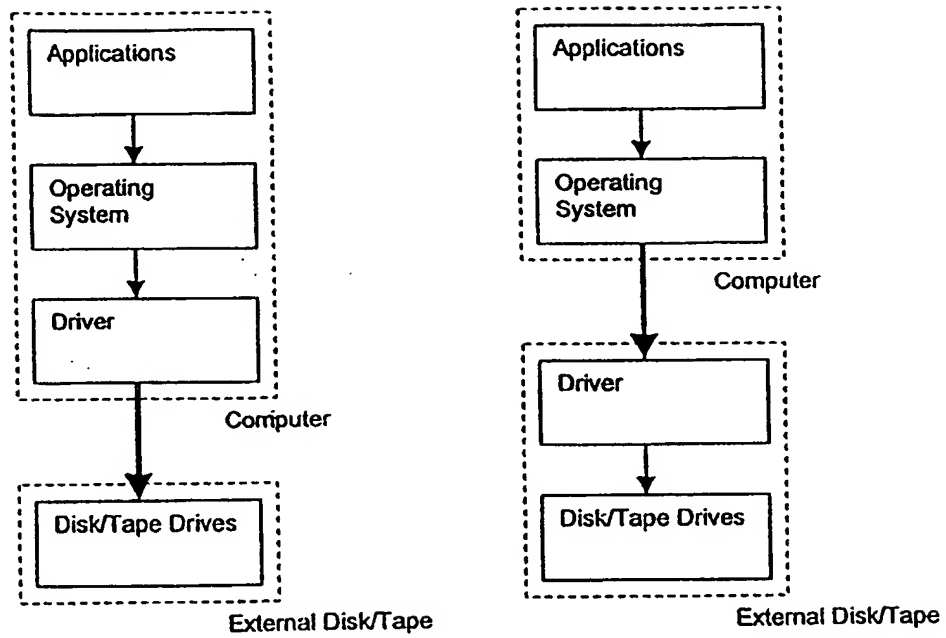 Applications
Operating
System
Driver
Computer
Disk/Tape Drives
External Disk/Tape
Applications
Operating
System
Computer
Driver
Disk/Tape Drives
External Disk/Tape